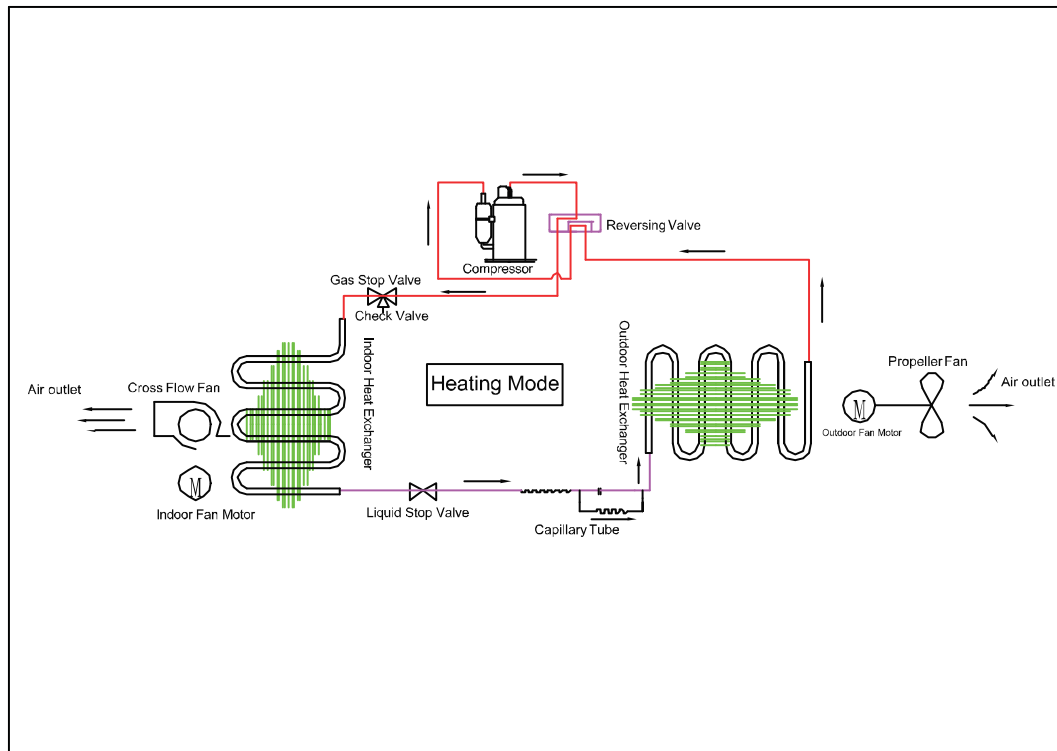 Reversing Valve
Compressor
Gas Stop Valve
Check Valve
Indoor Heat Exchanger
Outdoor Heat Exchanger
Heating Mode
Air outlet
Cross Flow Fan
M
Indoor Fan Motor
Liquid Stop Valve
Capillary Tube
M
Outdoor Fan Motor
Propeller Fan
Air outlet